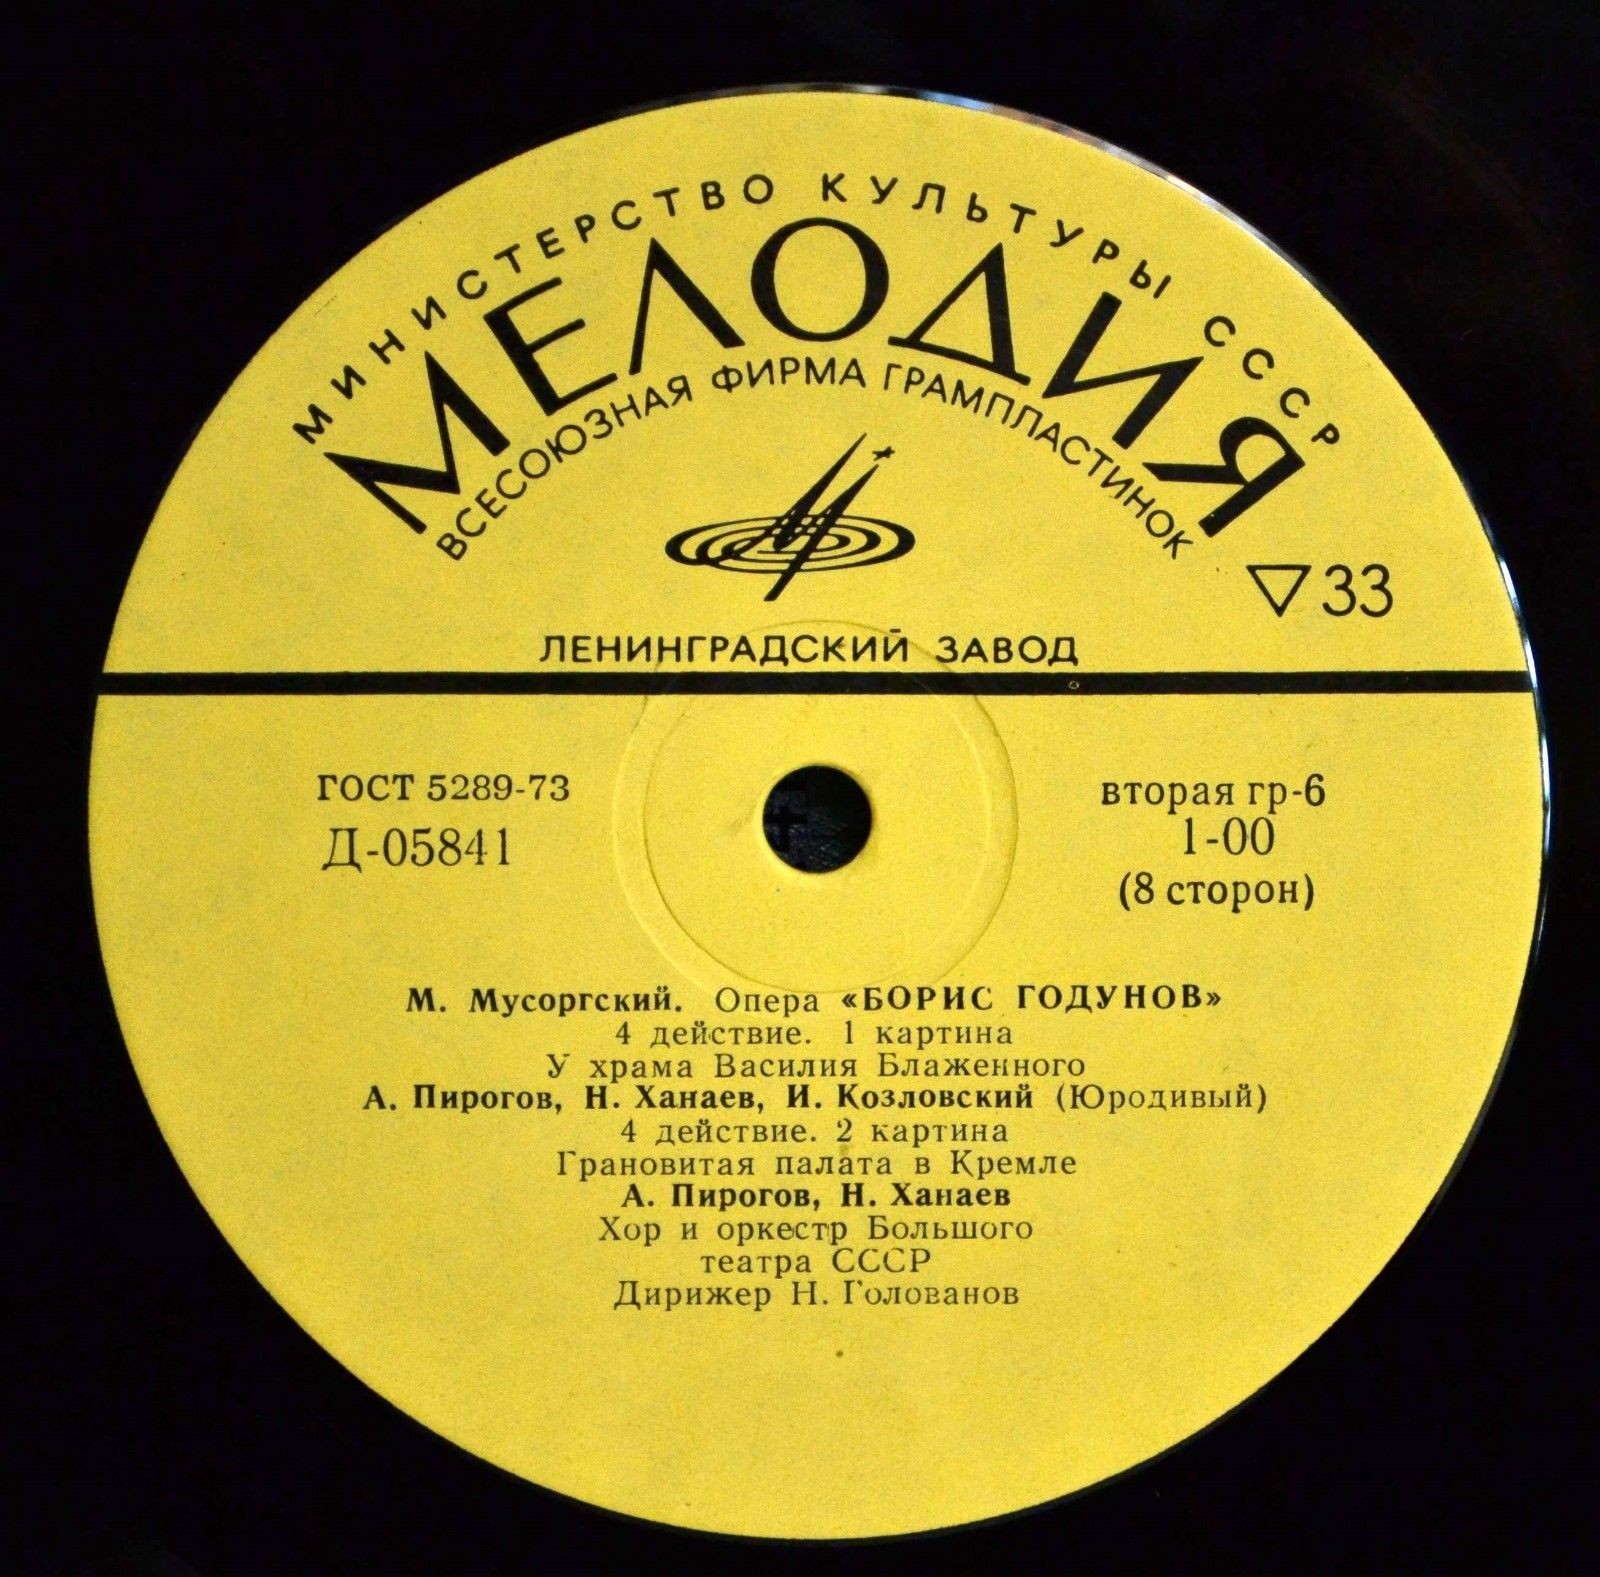 МИНИСТЕРСТВО КУЛЬТУРЫ СССР
МЕЛОДИЯ
ВСЕСОЮЗНАЯ ФИРМА ГРАМПЛАСТИНОК
▽33
ЛЕНИНГРАДСКИЙ ЗАВОД
ГОСТ 5289-73
Д-05841
вторая гр-6
1-00
(8 сторон)
М. Мусоргский. Опера «БОРИС ГОДУНОВ»
4 действие. 1 картина
У храма Василия Блаженного
А. Пирогов, Н. Ханаев, И. Козловский (Юродивый)
4 действие. 2 картина
Грановитая палата в Кремле
А. Пирогов, Н. Ханаев
Хор и оркестр Большого
театра СССР
Дирижер Н. Голованов